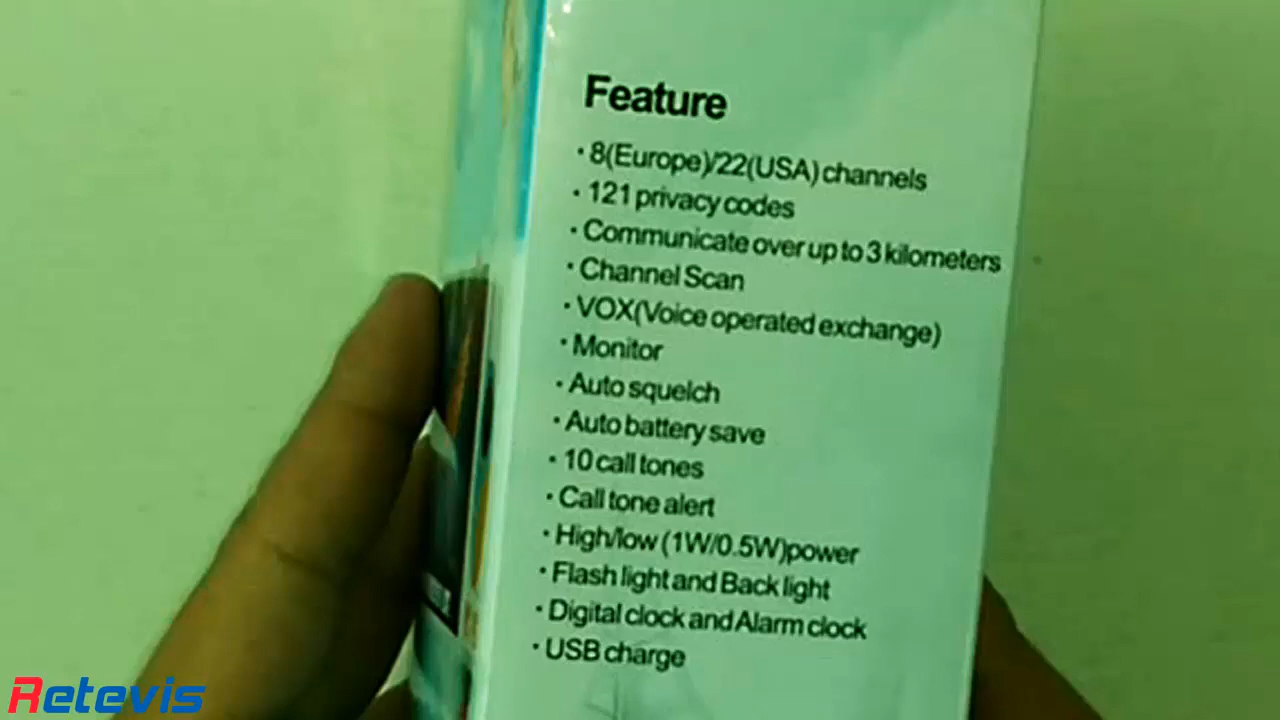 Feature
· 8(Europe)/22(USA) channels
· 121 privacy codes
· Communicate over up to 3 kilometers
· Channel Scan
· VOX(Voice operated exchange)
· Monitor
· Auto squelch
· Auto battery save
· 10 call tones
· Call tone alert
· High/low (1W/0.5W)power
· Flash light and Back light
· Digital clock and Alarm clock
· USB charge
Retevis